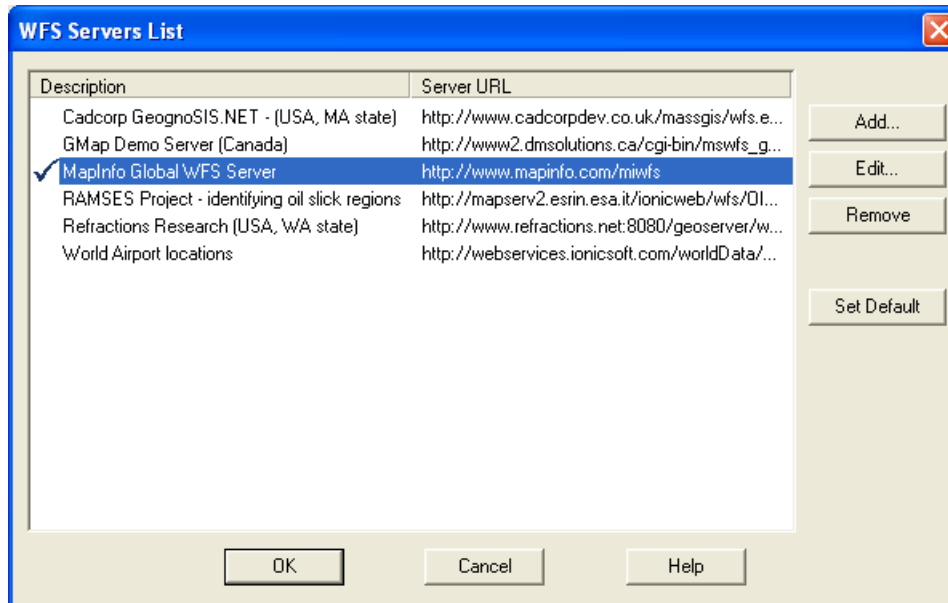 WFS Servers List
Description Server URL
Cadcorp GeognoSIS.NET - (USA, MA state) http://www.cadcorpdev.co.uk/massgis/wfs.e...
GMap Demo Server (Canada) http://www2.dmsolutions.ca/cgi-bin/mswfs_g...
MapInfo Global WFS Server http://www.mapinfo.com/miwfs
RAMSES Project - identifying oil slick regions http://mapserv2.esrin.esa.it/ionicweb/wfs/OI...
Refractions Research (USA, WA state) http://www.refractions.net:8080/geoserver/w...
World Airport locations http://webservices.ionicsoft.com/worldData/...
Add...
Edit...
Remove
Set Default
OK Cancel Help